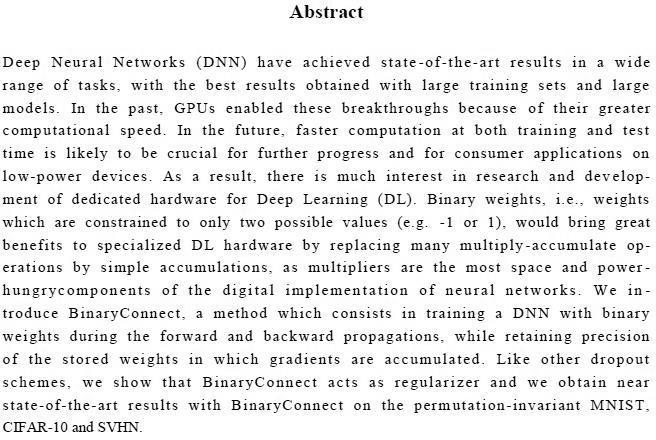 Abstract
Deep Neural Networks (DNN) have achieved state-of-the-art results in a wide
range of tasks, with the best results obtained with large training sets and large
models. In the past, GPUs enabled these breakthroughs because of their greater
computational speed. In the future, faster computation at both training and test
time is likely to be crucial for further progress and for consumer applications on
low-power devices. As a result, there is much interest in research and develop-
ment of dedicated hardware for Deep Learning (DL). Binary weights, i.e., weights
which are constrained to only two possible values (e.g. -1 or 1), would bring great
benefits to specialized DL hardware by replacing many multiply-accumulate op-
erations by simple accumulations, as multipliers are the most space and power-
hungrycomponents of the digital implementation of neural networks. We in-
troduce BinaryConnect, a method which consists in training a DNN with binary
weights during the forward and backward propagations, while retaining precision
of the stored weights in which gradients are accumulated. Like other dropout
schemes, we show that BinaryConnect acts as regularizer and we obtain near
state-of-the-art results with BinaryConnect on the permutation-invariant MNIST,
CIFAR-10 and SVHN.